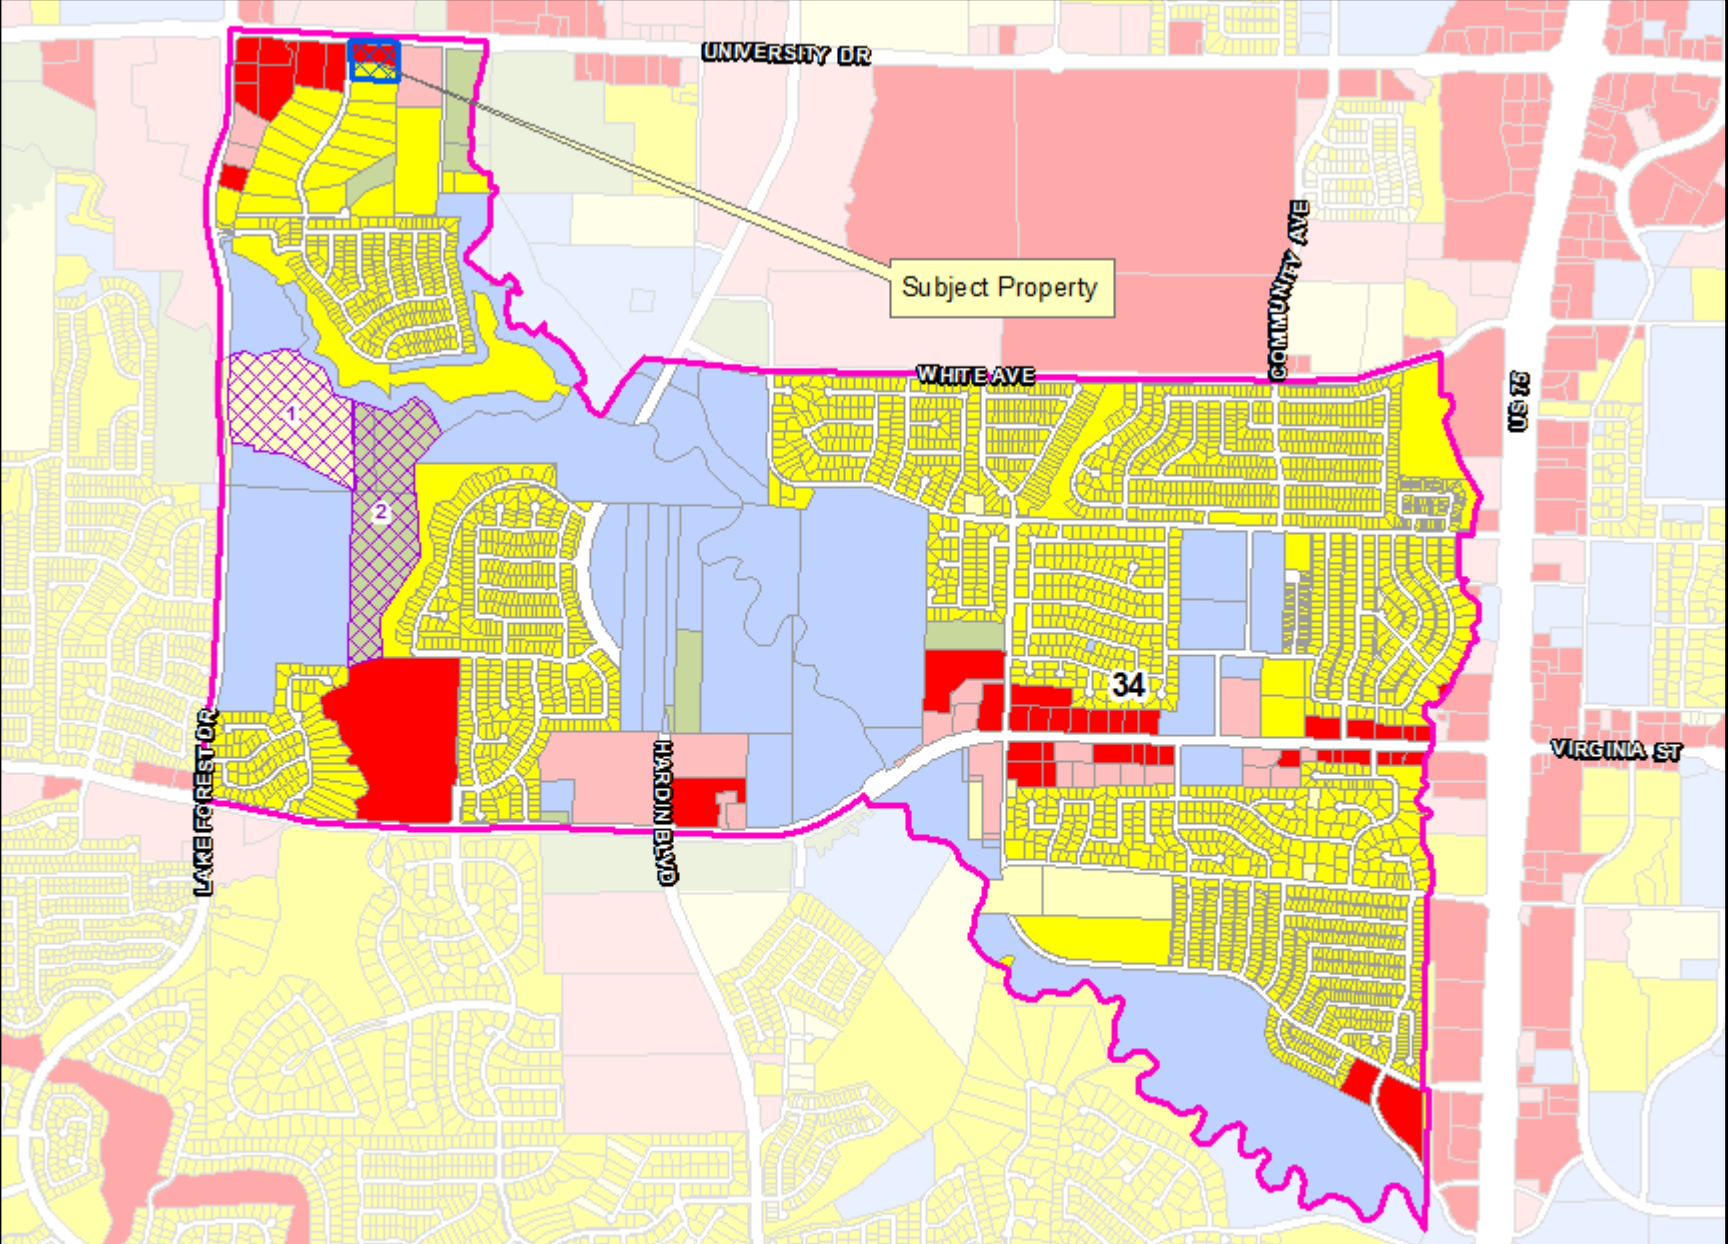 UNIVERSITY DR
Subject Property
COMMUNITY AVE
WHITE AVE
US 75
1
2
34
VIRGINIA ST
LAKE FOREST DR
HARDIN BLVD